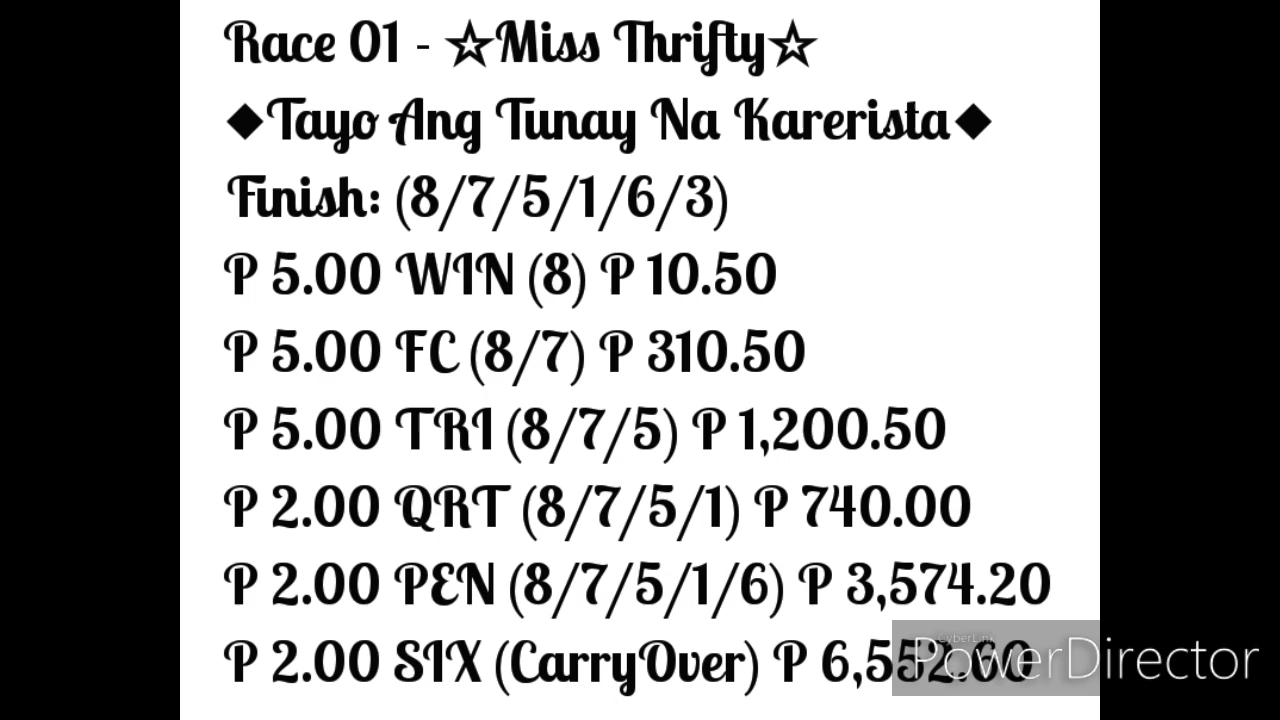 Race 01 - ☆Miss Thrifty☆
◆Tayo Ang Tunay Na Karerista◆
Finish: (8/7/5/1/6/3)
P 5.00 WIN (8) P 10.50
P 5.00 FC (8/7) P 310.50
P 5.00 TRI (8/7/5) P 1,200.50
P 2.00 QRT (8/7/5/1) P 740.00
P 2.00 PEN (8/7/5/1/6) P 3,574.20
P 2.00 SIX (CarryOver) P 6,552.60
CyberLink
PowerDirector